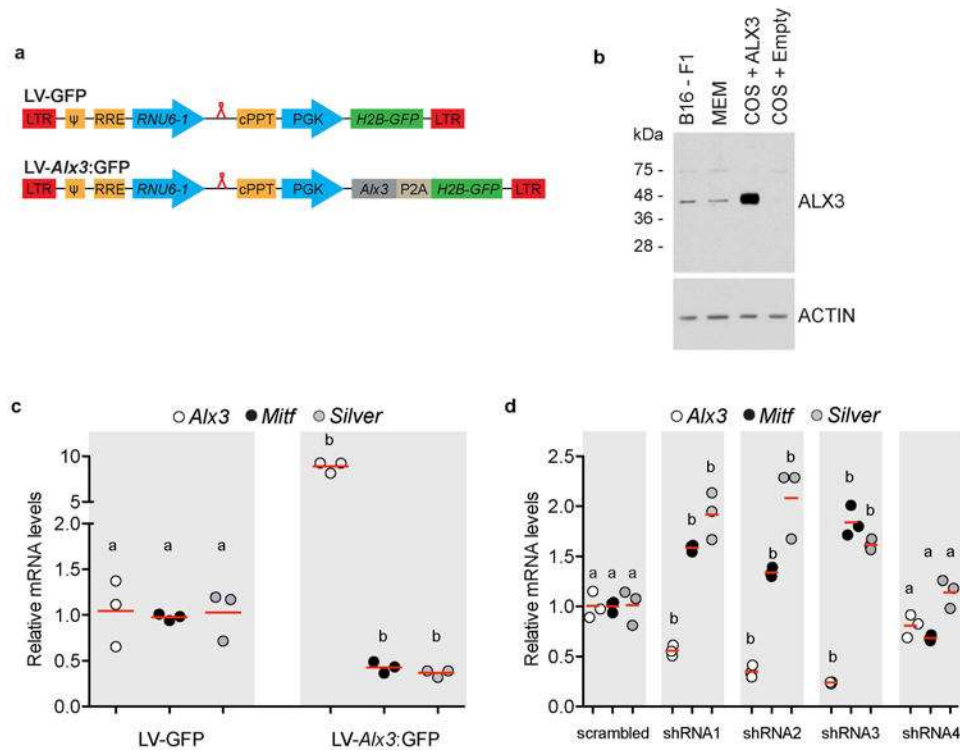 a
LV-GFP
LTR ψ RRE RNU6-1 cPPT PGK H2B-GFP LTR
LV-Alx3:GFP
LTR ψ RRE RNU6-1 cPPT PGK Alx3 P2A H2B-GFP LTR
b
B16 - F1
MEM
COS + ALX3
COS + Empty
kDa
75 -
48 -
36 -
28 -
ALX3
ACTIN
c
Alx3 Mitf Silver
Relative mRNA levels
10
5
2.0
1.5
1.0
0.5
0.0
a a a
b b b
LV-GFP LV-Alx3:GFP
d
Alx3 Mitf Silver
Relative mRNA levels
2.5
2.0
1.5
1.0
0.5
0.0
a a a
b b b
b b b
b b b
a a a
scrambled shRNA1 shRNA2 shRNA3 shRNA4